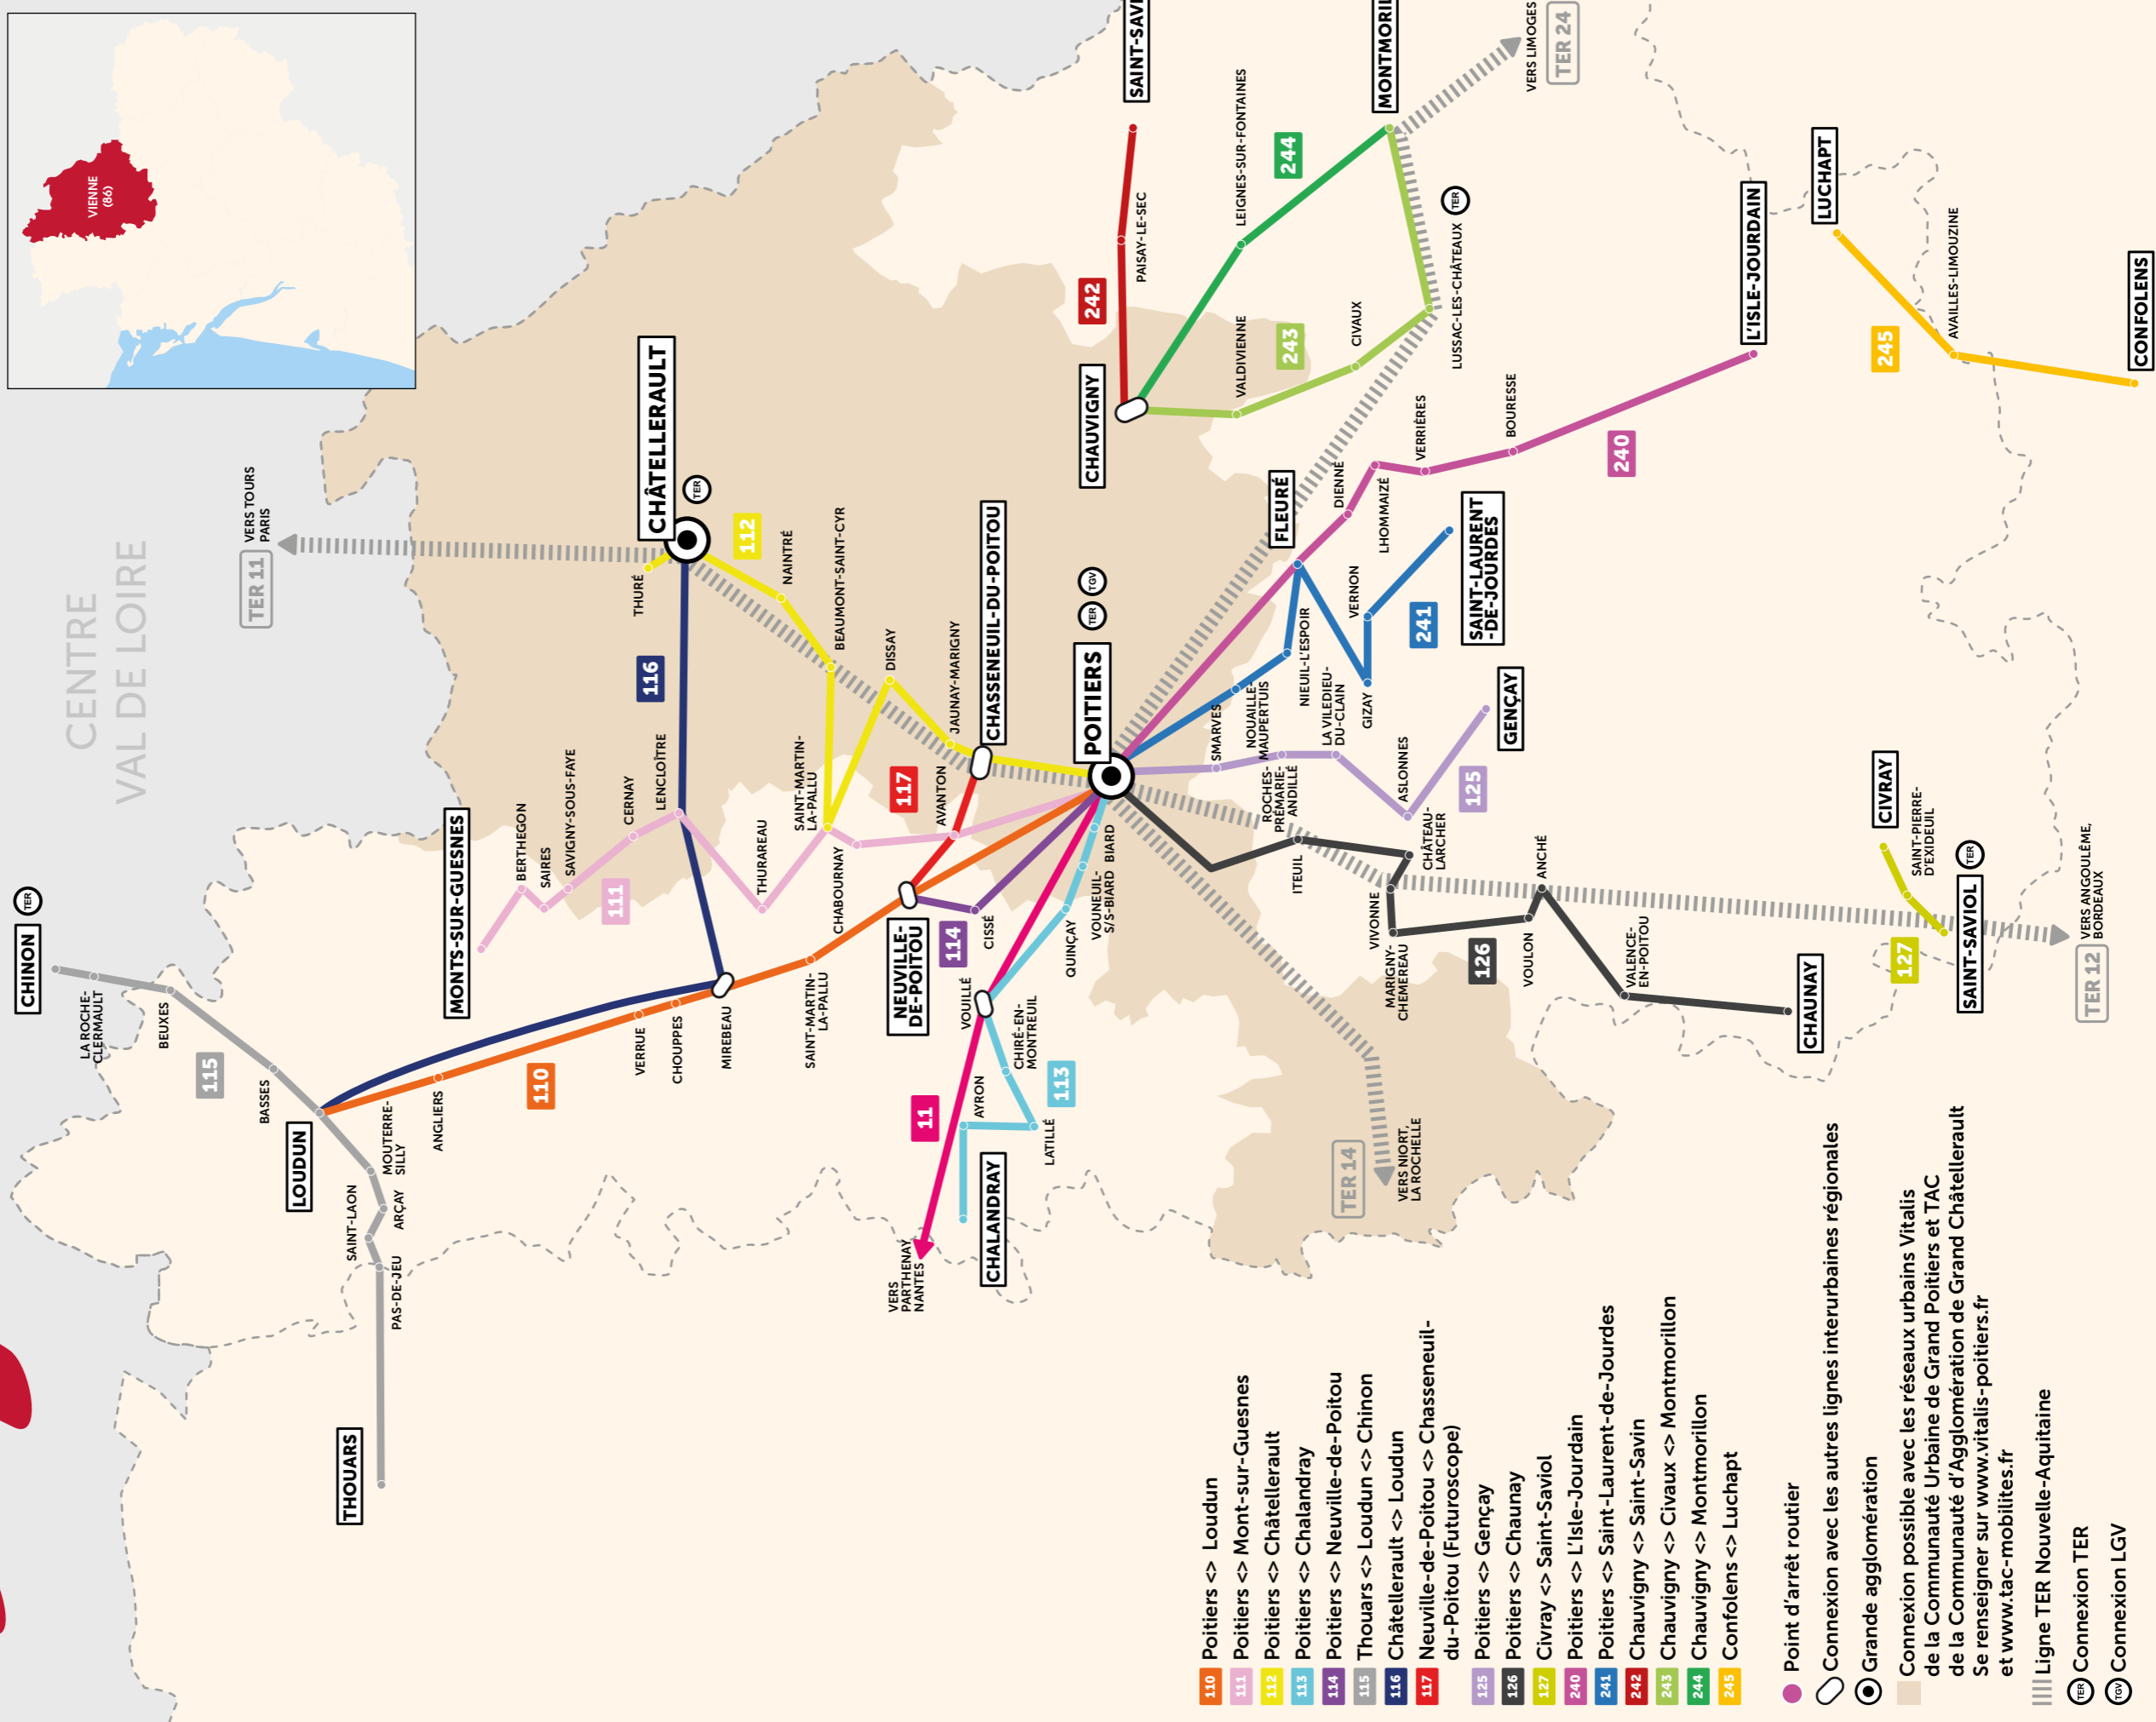 VIENNE
(86)
CENTRE
VAL DE LOIRE
VERS TOURS
PARIS
TER 11
CHINON
TER
LA ROCHE-
CLERMAULT
BEUXES
115
BASSES
LOUDUN
MOUTERRE-
SILLY
ARÇAY
SAINT-LAON
PAS-DE-JEU
THOUARS
ANGLIERS
110
VERRUE
CHOUPPES
MIREBEAU
SAINT-MARTIN-
LA-PALLU
MONTS-SUR-GUESNES
BERTHEGON
SAIRES
SAVIGNY-SOUS-FAYE
111
CERNAY
LENCLOÎTRE
THURAREAU
SAINT-MARTIN-
LA-PALLU
CHABOURNAY
116
THURÉ
CHÂTELLERAULT
TER
112
NAINTRÉ
BEAUMONT-SAINT-CYR
DISSAY
JAUNAY-MARIGNY
CHASSENEUIL-DU-POITOU
117
AVANTON
NEUVILLE-
DE-POITOU
114
CISSÉ
POITIERS
TER
TGV
BIARD
VOUNEUIL-
S/S-BIARD
QUINÇAY
VOUILLÉ
CHIRÉ-EN-
MONTREUIL
11
AYRON
113
LATILLÉ
CHALANDRAY
VERS
PARTHENAY
NANTES
SAINT-SAVI
PAISAY-LE-SEC
242
CHAUVIGNY
LEIGNES-SUR-FONTAINES
244
MONTMORIL
VALDIVIENNE
243
CIVAUX
LUSSAC-LES-CHÂTEAUX
TER
VERS LIMOGES
TER 24
FLEURÉ
DIENNÉ
LHOMMAIZÉ
VERRIÈRES
BOURESSE
240
L'ISLE-JOURDAIN
LUCHAPT
245
AVAILLES-LIMOUZINE
CONFOLENS
NIEUIL-L'ESPOIR
NOUAILLÉ-
MAUPERTUIS
VERNON
GIZAY
241
SAINT-LAURENT
-DE-JOURDES
SMARVES
ROCHES-
PRÉMARIE-
ANDILLÉ
LA VILEDIEU-
DU-CLAIN
ASLONNES
125
GENÇAY
ITEUIL
CHÂTEAU-
LARCHER
VIVONNE
MARIGNY-
CHEMEREAU
126
ANCHÉ
VOULON
VALENCE-
EN-POITOU
CHAUNAY
CIVRAY
SAINT-PIERRE-
D'EXIDEUIL
127
SAINT-SAVIOL
TER
VERS ANGOULÊME,
BORDEAUX
TER 12
TER 14
VERS NIORT,
LA ROCHELLE
110 Poitiers <> Loudun
111 Poitiers <> Mont-sur-Guesnes
112 Poitiers <> Châtellerault
113 Poitiers <> Chalandray
114 Poitiers <> Neuville-de-Poitou
115 Thouars <> Loudun <> Chinon
116 Châtellerault <> Loudun
117 Neuville-de-Poitou <> Chasseneuil-
du-Poitou (Futuroscope)
125 Poitiers <> Gençay
126 Poitiers <> Chaunay
127 Civray <> Saint-Saviol
240 Poitiers <> L'Isle-Jourdain
241 Poitiers <> Saint-Laurent-de-Jourdes
242 Chauvigny <> Saint-Savin
243 Chauvigny <> Civaux <> Montmorillon
244 Chauvigny <> Montmorillon
245 Confolens <> Luchapt
Point d'arrêt routier
Connexion avec les autres lignes interurbaines régionales
Grande agglomération
Connexion possible avec les réseaux urbains Vitalis
de la Communauté Urbaine de Grand Poitiers et TAC
de la Communauté d'Agglomération de Grand Châtellerault
Se renseigner sur www.vitalis-poitiers.fr
et www.tac-mobilites.fr
Ligne TER Nouvelle-Aquitaine
TER Connexion TER
TGV Connexion LGV